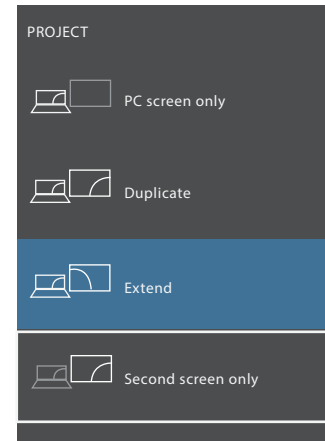 PROJECT
PC screen only
Duplicate
Extend
Second screen only